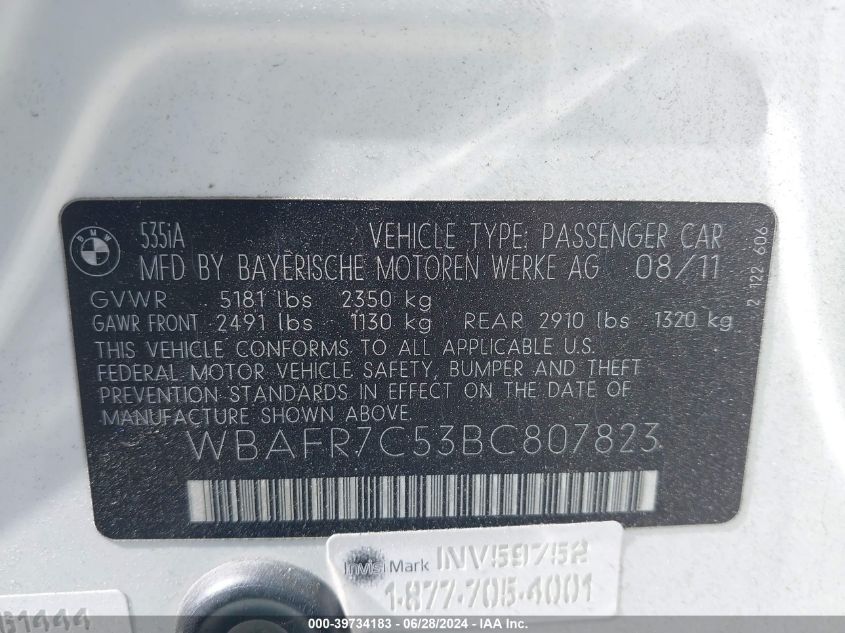 BMW
535iA VEHICLE TYPE: PASSENGER CAR
MFD BY BAYERISCHE MOTOREN WERKE AG 08/11
GVWR 5181 lbs 2350 kg
GAWR FRONT 2491 lbs 1130 kg REAR 2910 lbs 1320 kg
THIS VEHICLE CONFORMS TO ALL APPLICABLE U.S.
FEDERAL MOTOR VEHICLE SAFETY, BUMPER AND THEFT
PREVENTION STANDARDS IN EFFECT ON THE DATE OF
MANUFACTURE SHOWN ABOVE.
WBAFR7C53BC807823
2 122 606
InvisiMark INV59752
1-877-705-4001
000-39734183 - 06/28/2024 - IAA Inc.